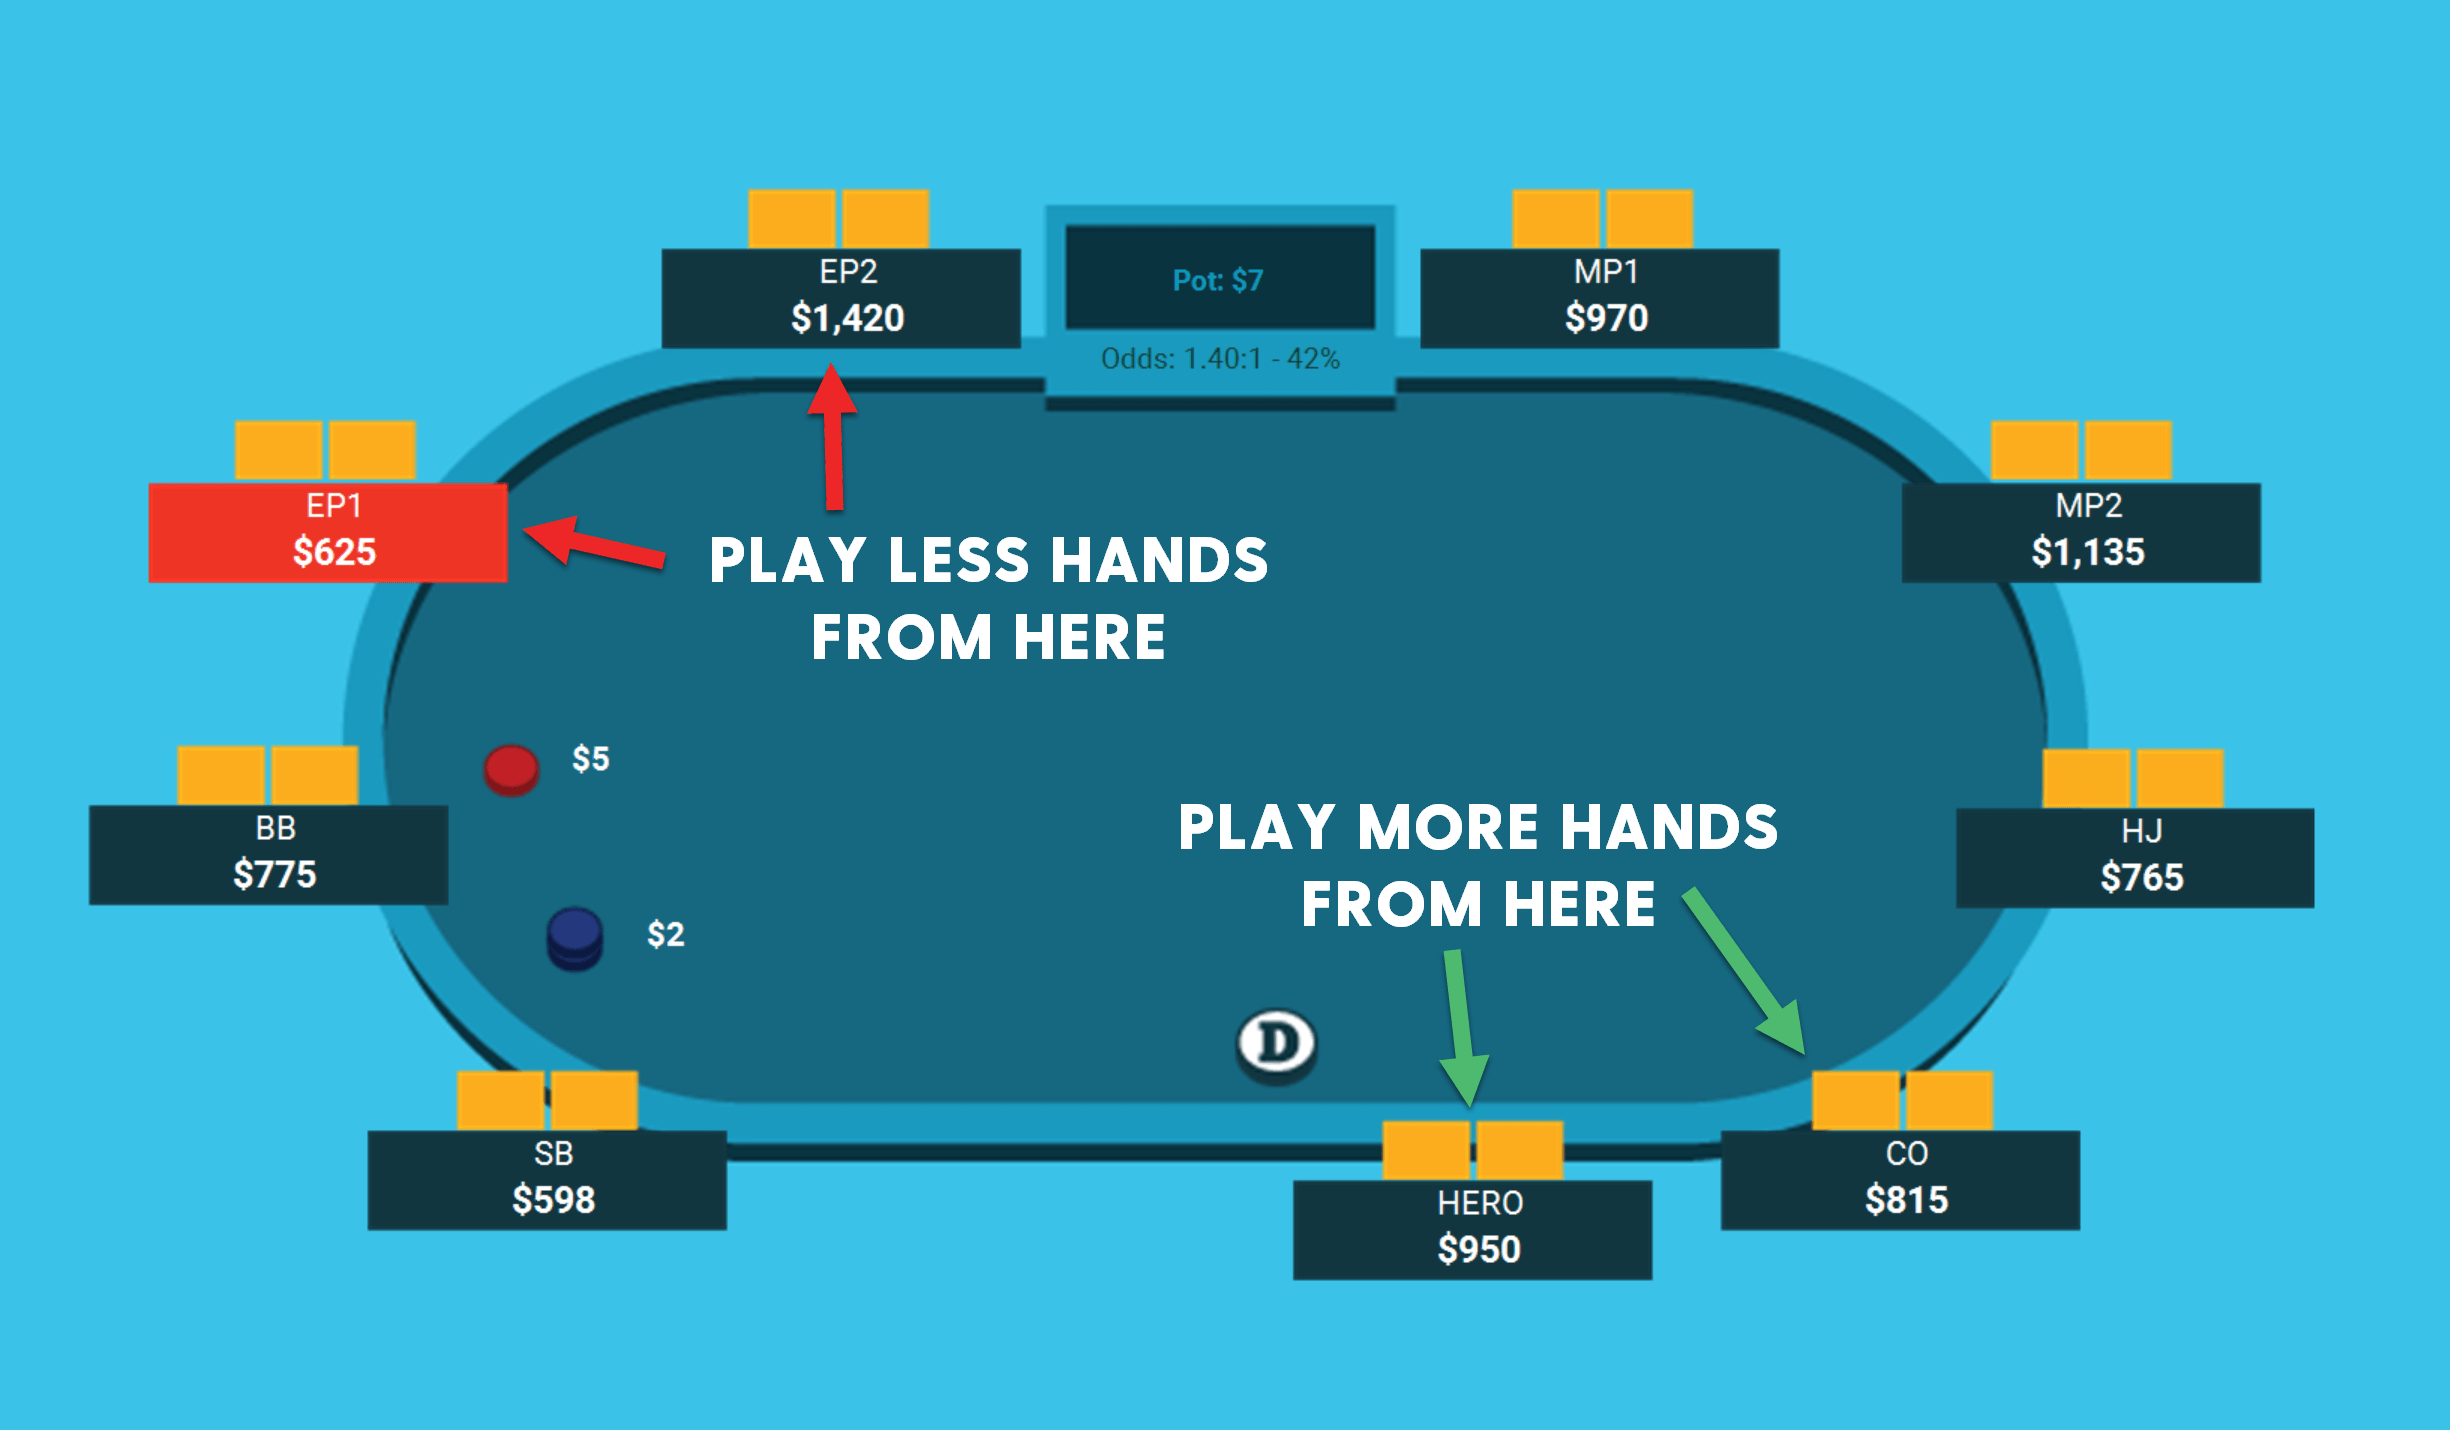 EP2
$1,420
Pot: $7
Odds: 1.40:1 - 42%
MP1
$970
EP1
$625
MP2
$1,135
PLAY LESS HANDS
FROM HERE
$5
BB
$775
$2
PLAY MORE HANDS
FROM HERE
HJ
$765
D
SB
$598
HERO
$950
CO
$815